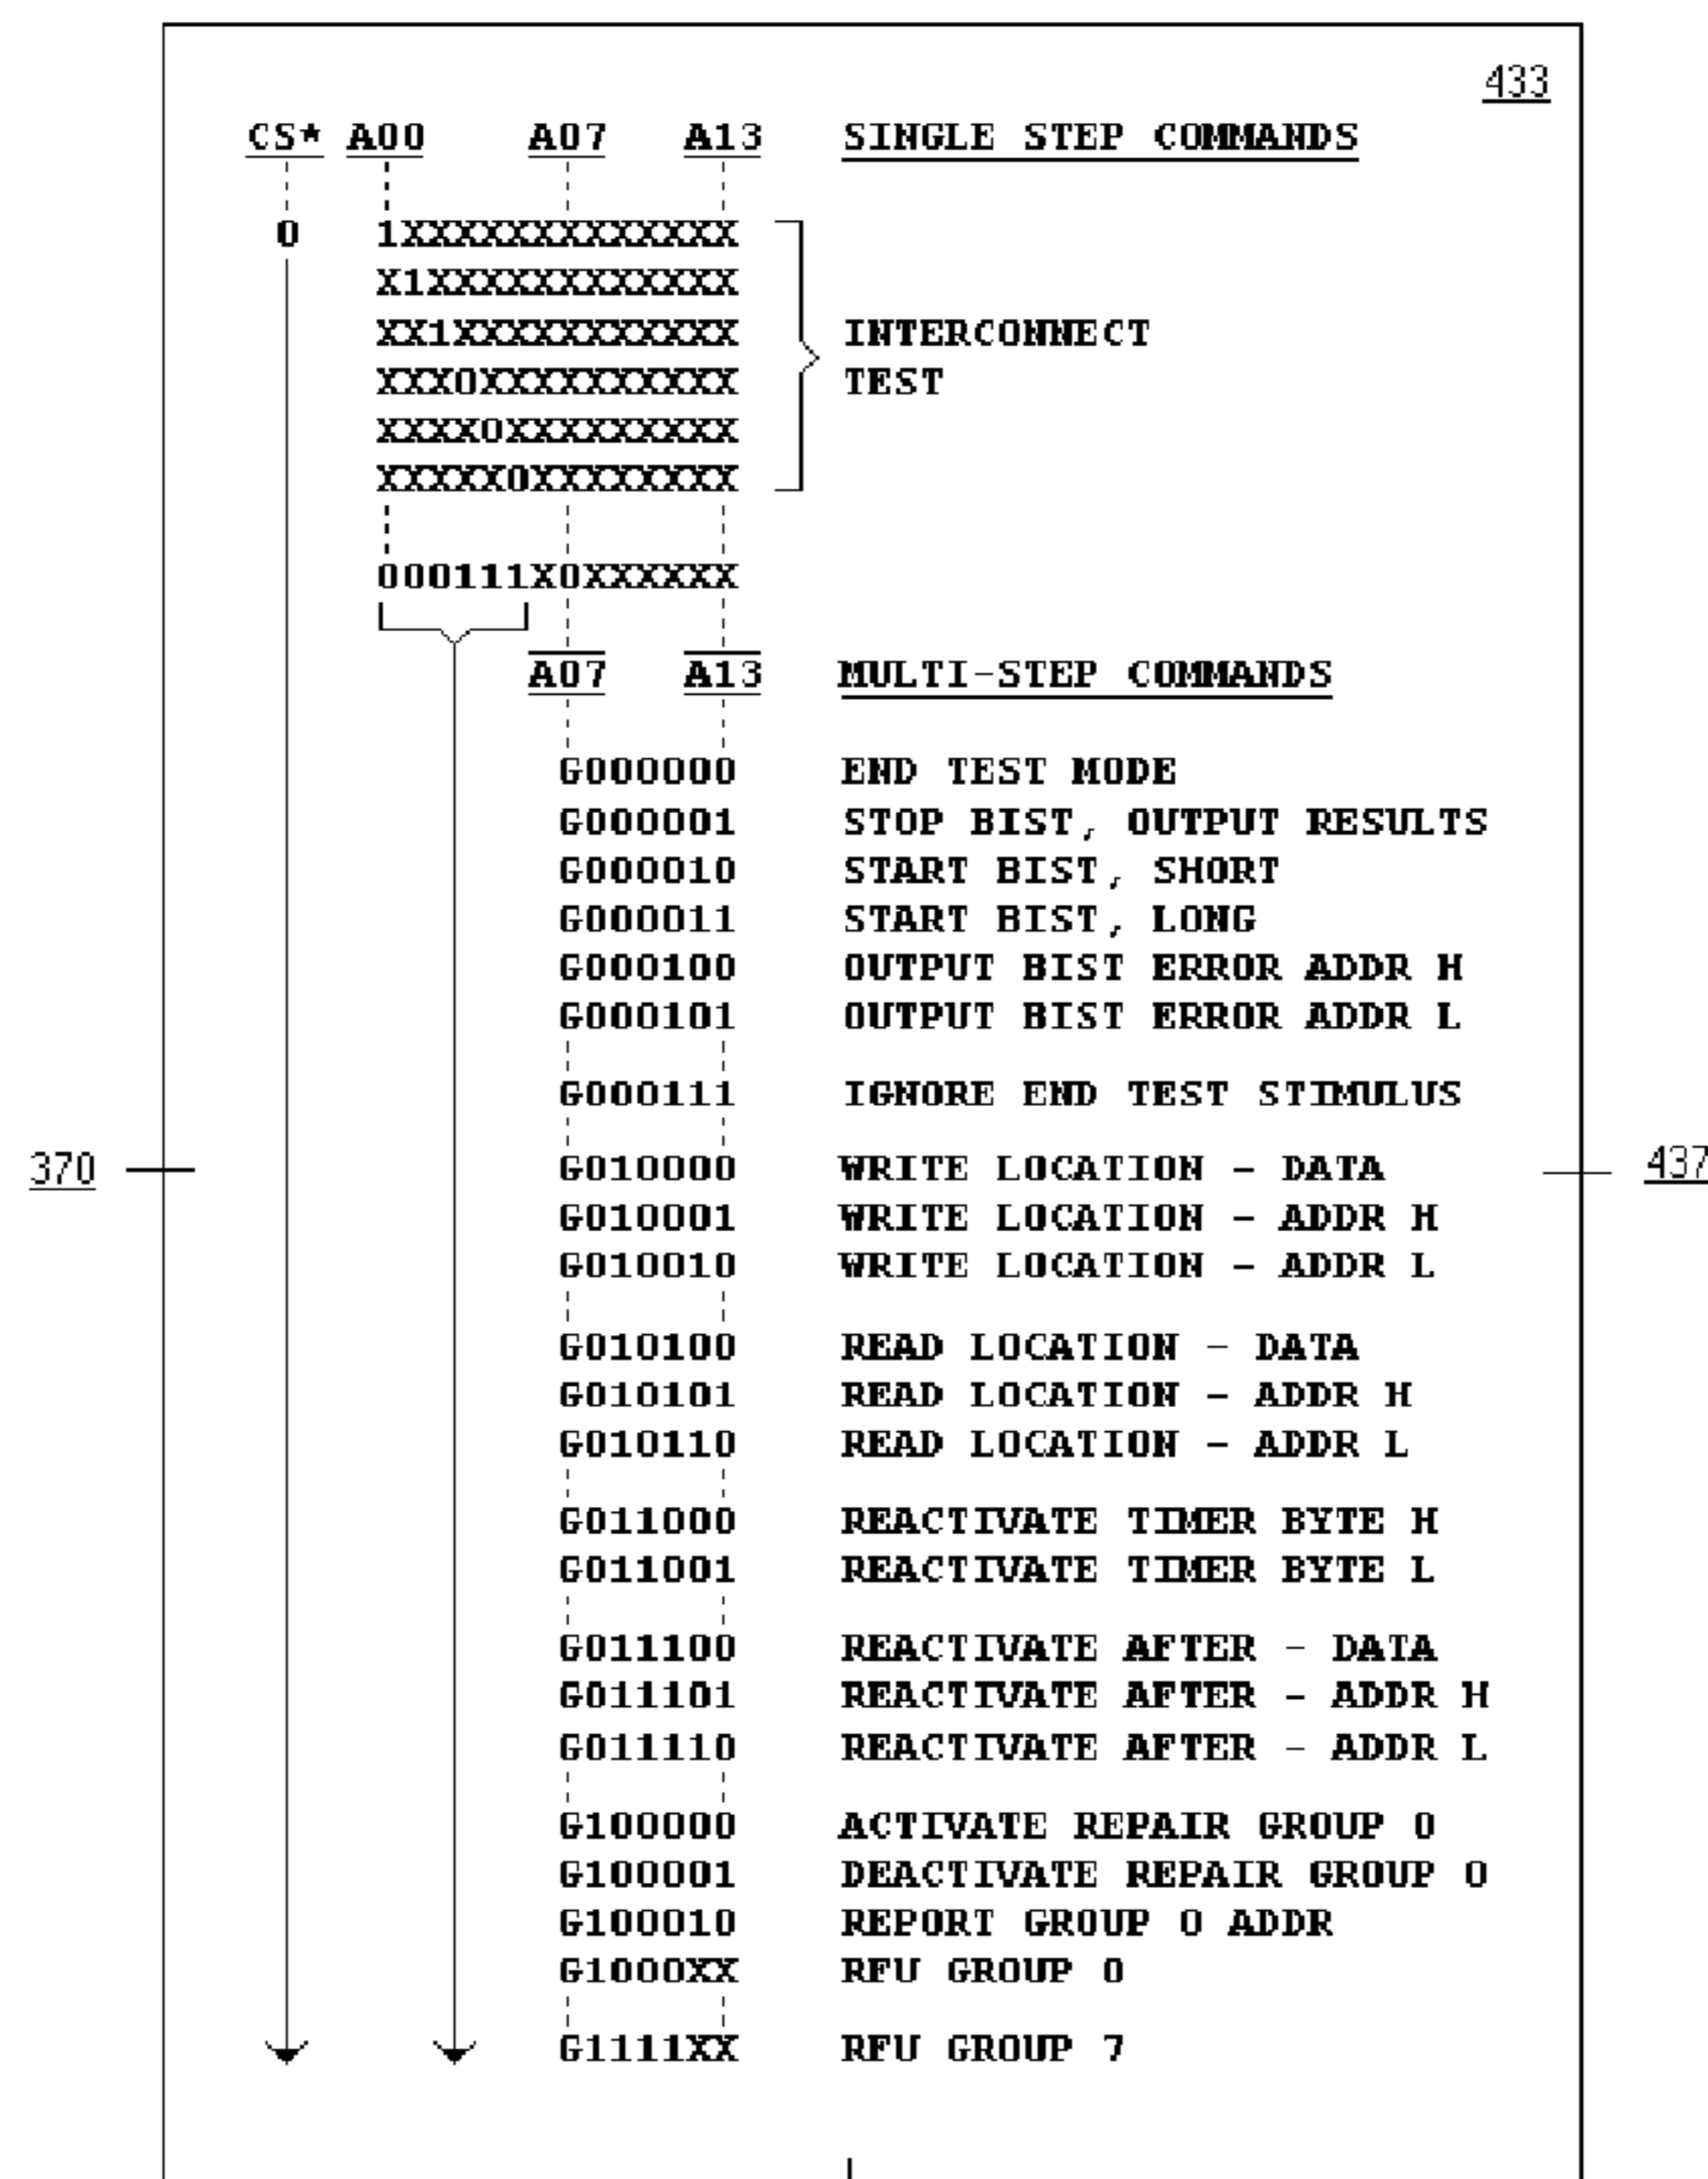 433
CS* A00 A07 A13 SINGLE STEP COMMANDS
0 1XXXXXXXXXXXXX
X1XXXXXXXXXXXX
XX1XXXXXXXXXXX INTERCONNECT
XXX0XXXXXXXXXX TEST
XXXX0XXXXXXXXX
XXXXX0XXXXXXXX
000111X0XXXXXX
A07 A13 MULTI-STEP COMMANDS
G000000 END TEST MODE
G000001 STOP BIST, OUTPUT RESULTS
G000010 START BIST, SHORT
G000011 START BIST, LONG
G000100 OUTPUT BIST ERROR ADDR H
G000101 OUTPUT BIST ERROR ADDR L
G000111 IGNORE END TEST STIMULUS
370 G010000 WRITE LOCATION - DATA 437
G010001 WRITE LOCATION - ADDR H
G010010 WRITE LOCATION - ADDR L
G010100 READ LOCATION - DATA
G010101 READ LOCATION - ADDR H
G010110 READ LOCATION - ADDR L
G011000 REACTIVATE TIMER BYTE H
G011001 REACTIVATE TIMER BYTE L
G011100 REACTIVATE AFTER - DATA
G011101 REACTIVATE AFTER - ADDR H
G011110 REACTIVATE AFTER - ADDR L
G100000 ACTIVATE REPAIR GROUP 0
G100001 DEACTIVATE REPAIR GROUP 0
G100010 REPORT GROUP 0 ADDR
G1000XX RFU GROUP 0
G1111XX RFU GROUP 7